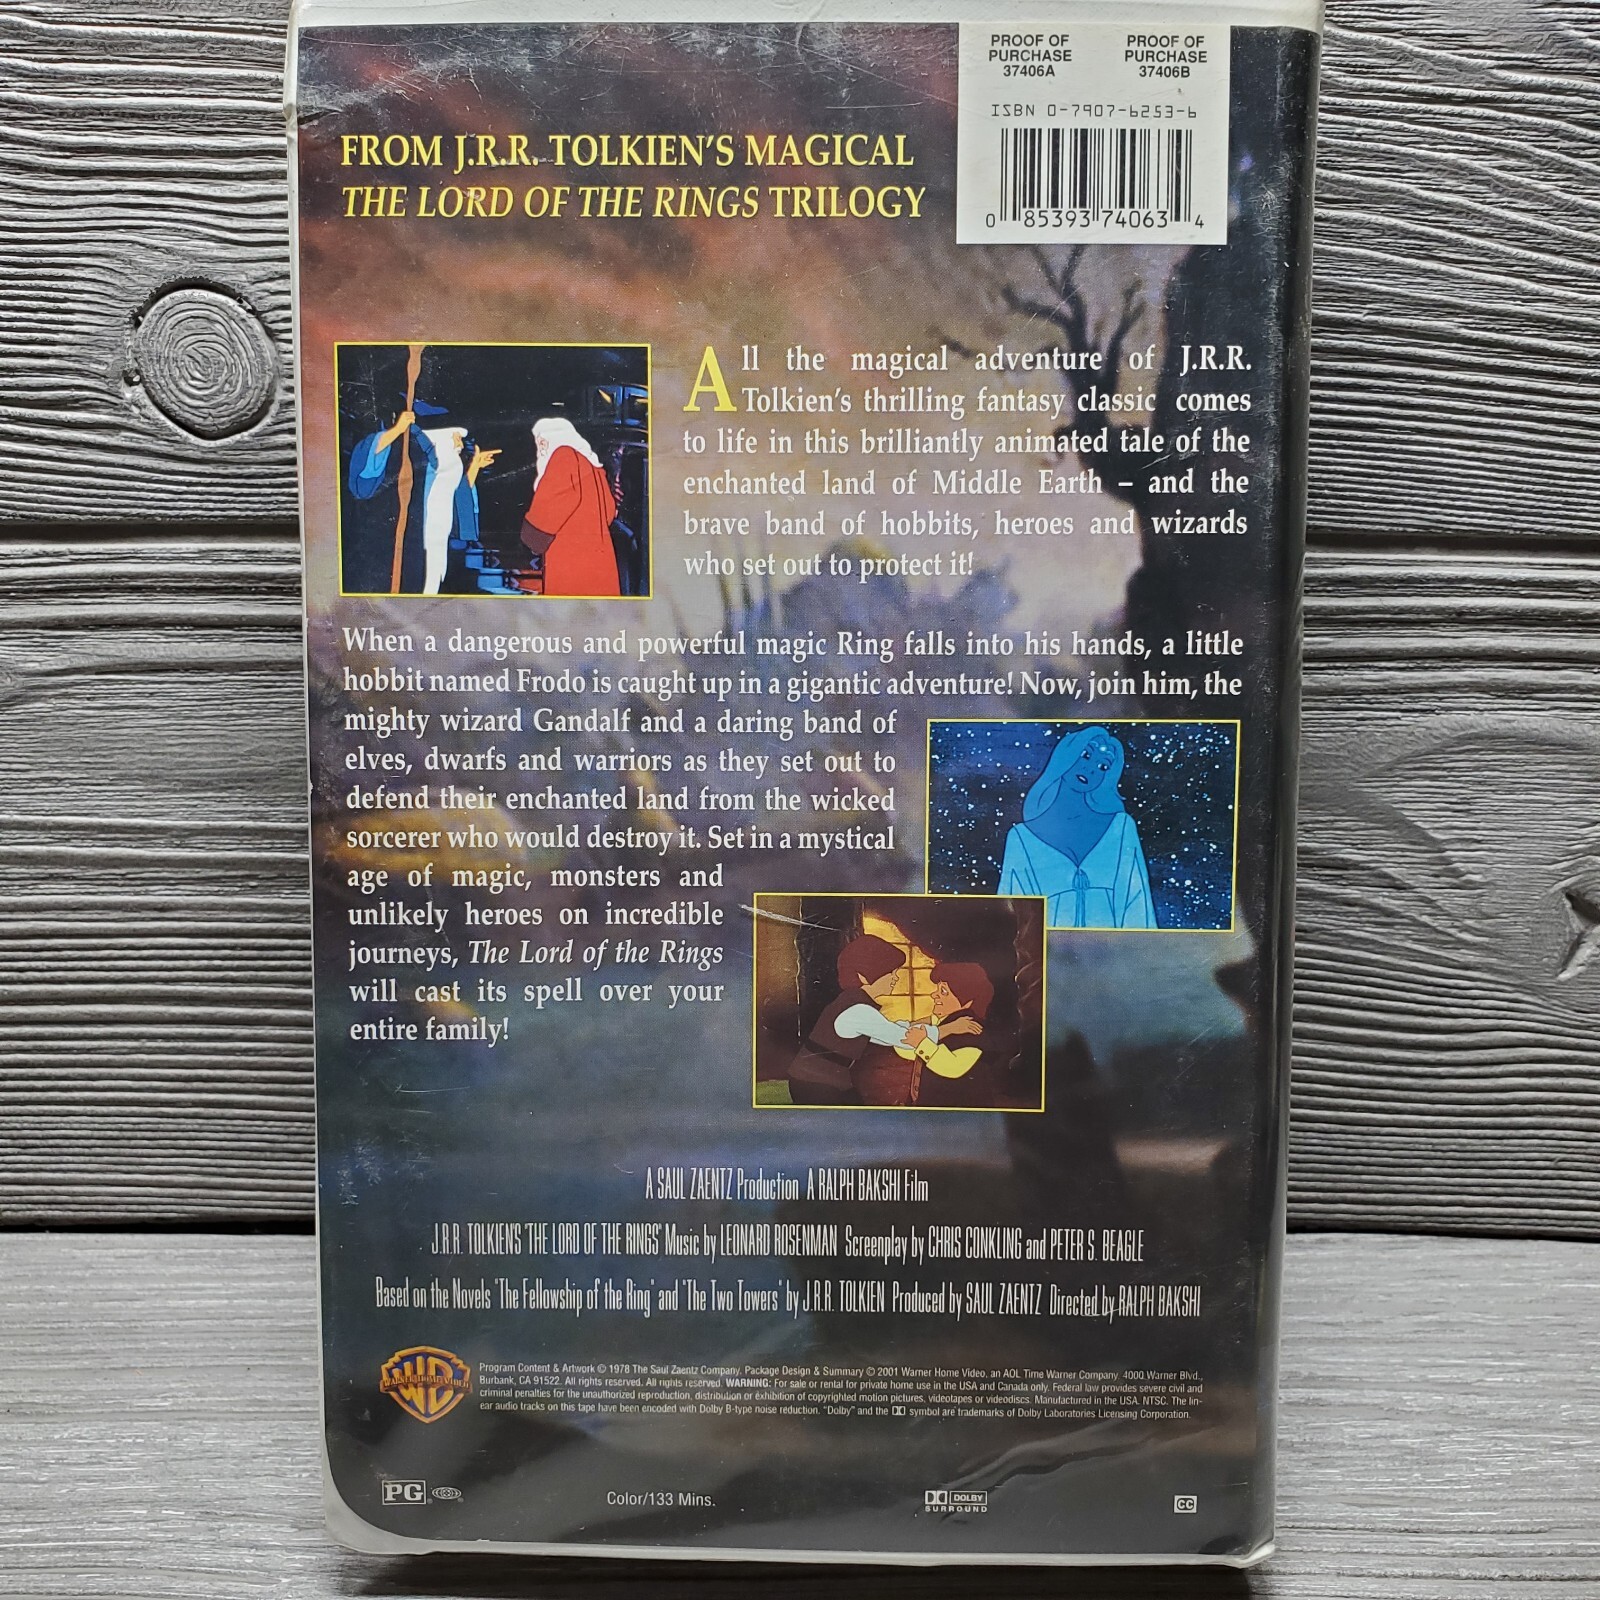 PROOF OF PURCHASE 37406A
PROOF OF PURCHASE 37406B
ISBN 0-7907-6253-6
0 85393 74063 4
FROM J.R.R. TOLKIEN'S MAGICAL
THE LORD OF THE RINGS TRILOGY
All the magical adventure of J.R.R.
Tolkien's thrilling fantasy classic comes
to life in this brilliantly animated tale of the
enchanted land of Middle Earth – and the
brave band of hobbits, heroes and wizards
who set out to protect it!
When a dangerous and powerful magic Ring falls into his hands, a little
hobbit named Frodo is caught up in a gigantic adventure! Now, join him, the
mighty wizard Gandalf and a daring band of
elves, dwarfs and warriors as they set out to
defend their enchanted land from the wicked
sorcerer who would destroy it. Set in a mystical
age of magic, monsters and
unlikely heroes on incredible
journeys, The Lord of the Rings
will cast its spell over your
entire family!
A SAUL ZAENTZ Production A RALPH BAKSHI Film
J.R.R. TOLKIEN'S "THE LORD OF THE RINGS" Music by LEONARD ROSENMAN Screenplay by CHRIS CONKLING and PETER S. BEAGLE
Based on the Novels "The Fellowship of the Ring" and "The Two Towers" by J.R.R. TOLKIEN Produced by SAUL ZAENTZ Directed by RALPH BAKSHI
WB
WARNER HOME VIDEO
Program Content & Artwork © 1978 The Saul Zaentz Company. Package Design & Summary © 2001 Warner Home Video, an AOL Time Warner Company. 4000 Warner Blvd.,
Burbank, CA 91522. All rights reserved. All rights reserved. WARNING: For sale or rental for private home use in the USA and Canada only. Federal law provides severe civil and
criminal penalties for the unauthorized reproduction, distribution or exhibition of copyrighted motion pictures, videotapes or videodiscs. Manufactured in the USA. NTSC. The lin-
ear audio tracks on this tape have been encoded with Dolby B-type noise reduction. "Dolby" and the DD symbol are trademarks of Dolby Laboratories Licensing Corporation.
PG
Color/133 Mins.
DOLBY
SURROUND
CC